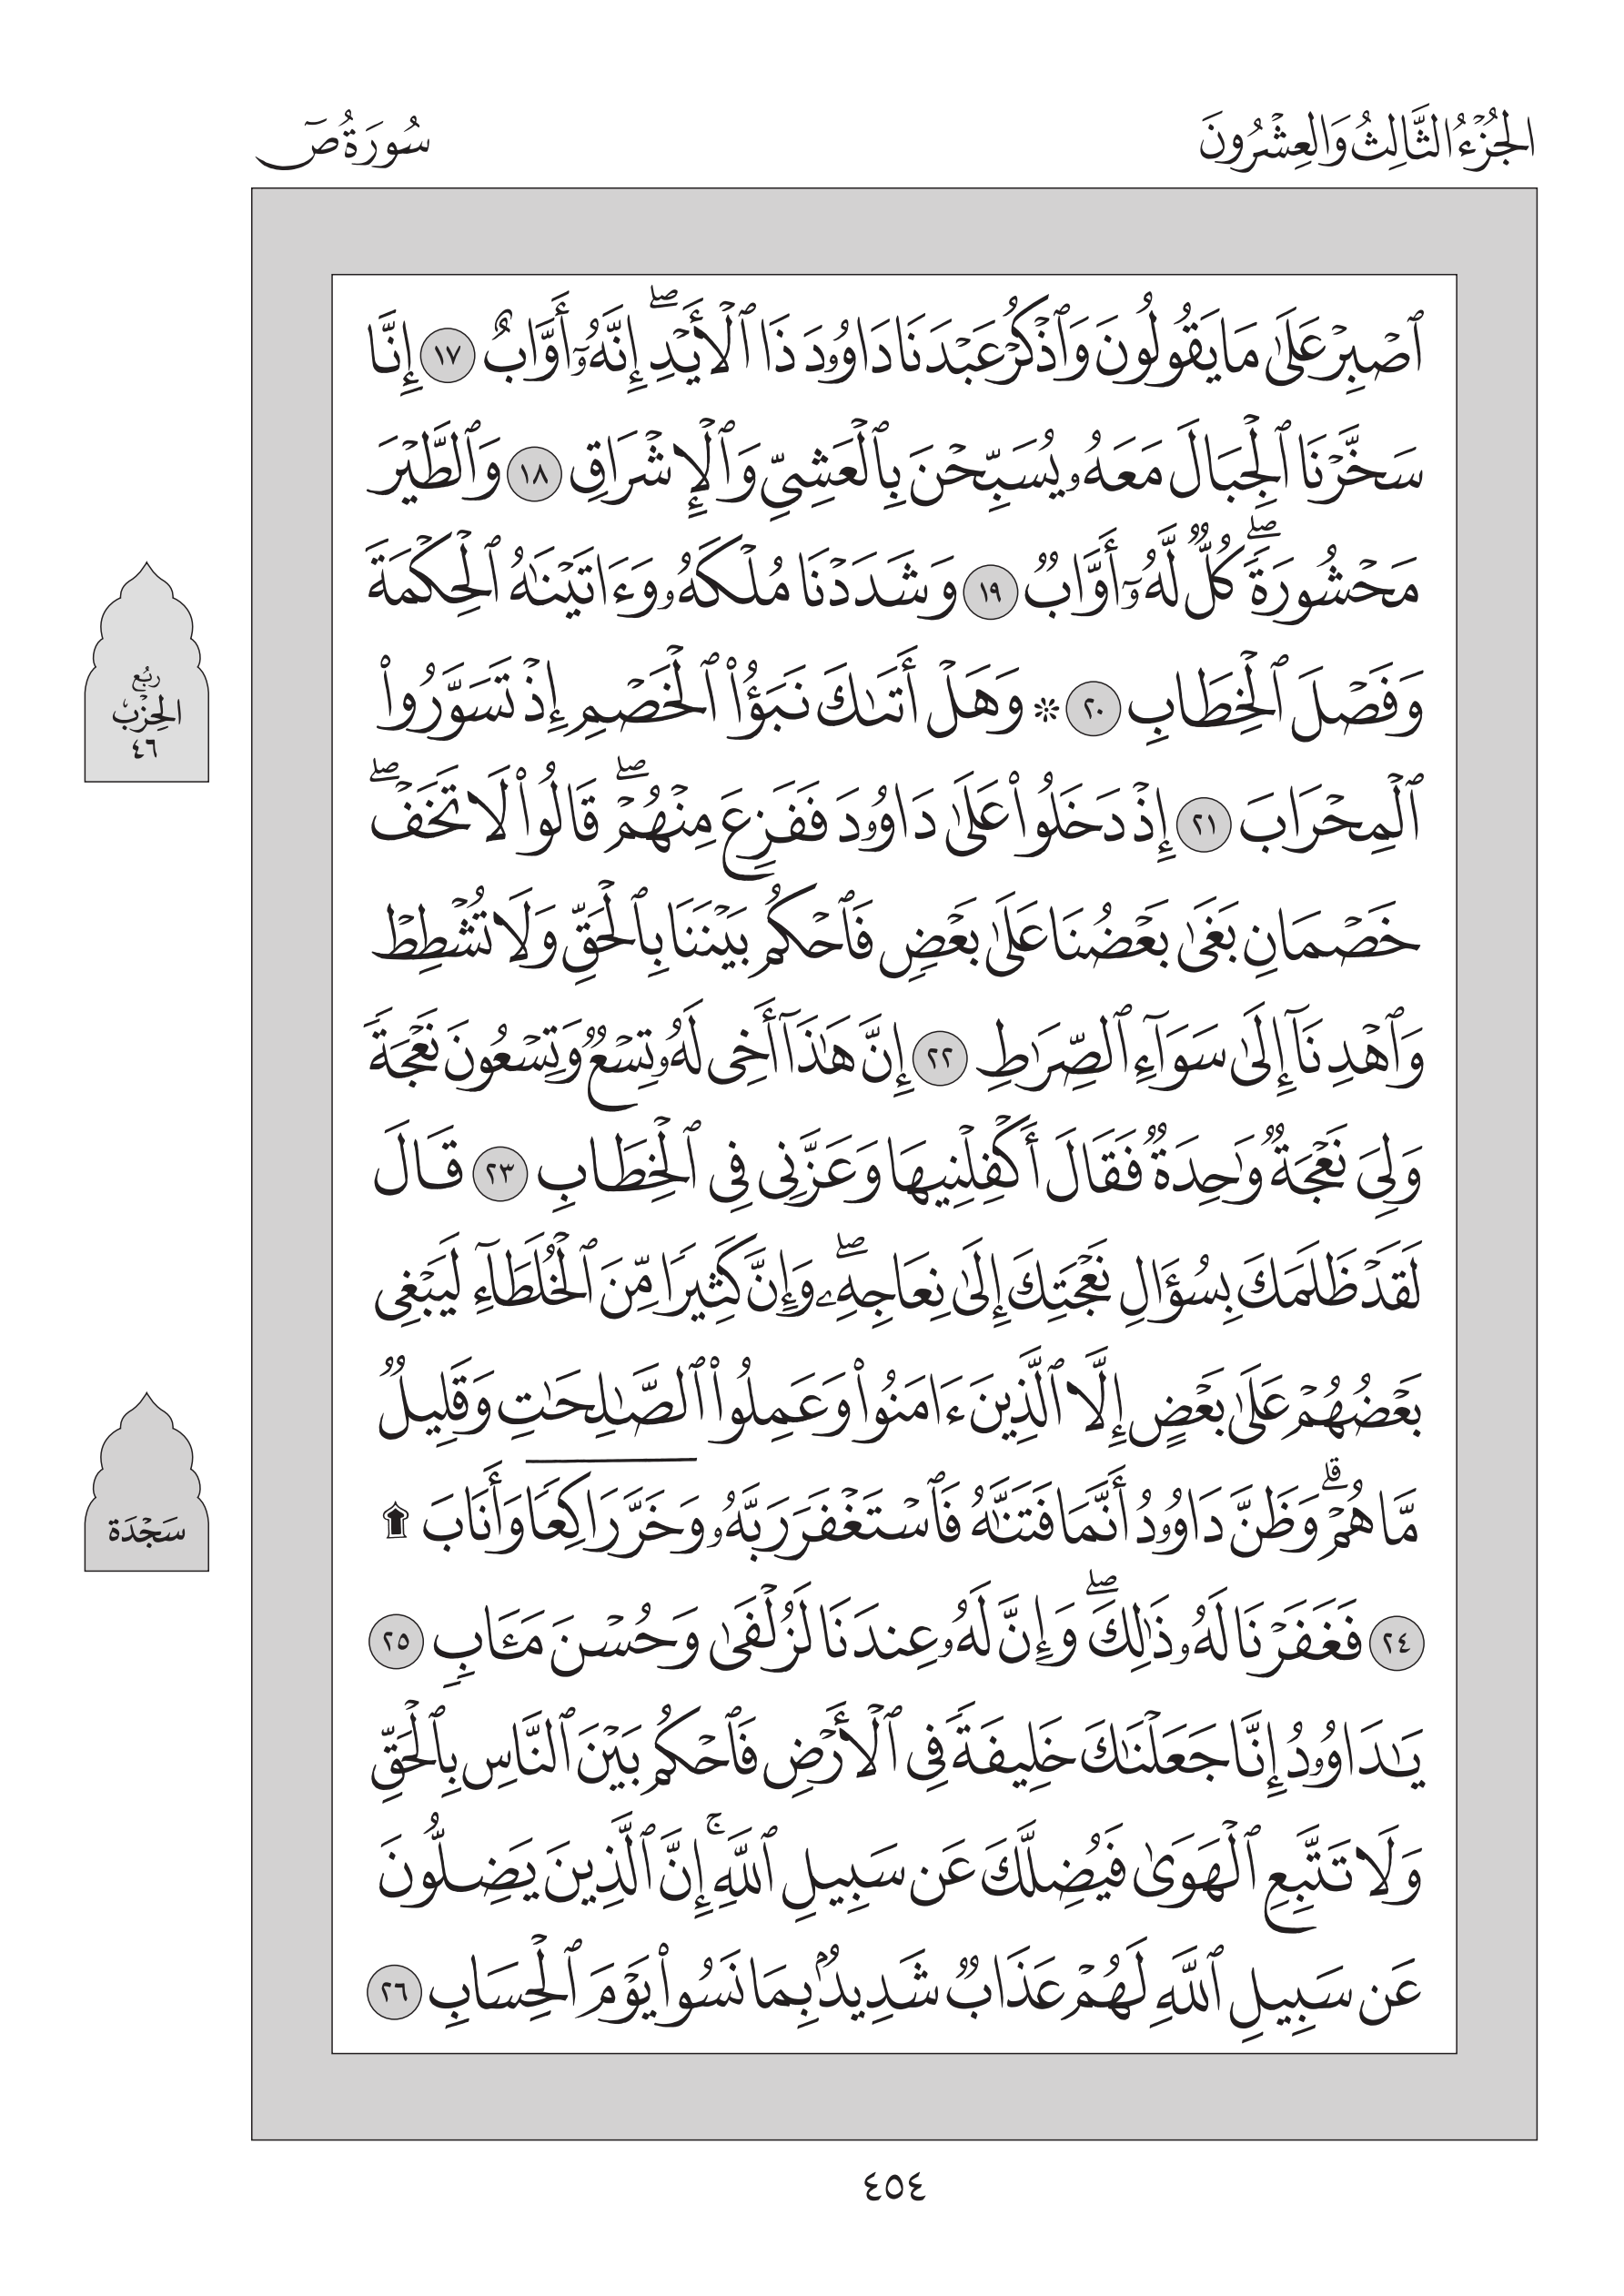 الجُزْءُ الثَّالِثُ وَالعِشْرُونَ
سُورَةُ صٓ
ٱصۡبِرۡ عَلَىٰ مَا يَقُولُونَ وَٱذۡكُرۡ عَبۡدَنَا دَاوُۥدَ ذَا ٱلۡأَيۡدِۖ إِنَّهُۥٓ أَوَّابٌ ١٧ إِنَّا
سَخَّرۡنَا ٱلۡجِبَالَ مَعَهُۥ يُسَبِّحۡنَ بِٱلۡعَشِيِّ وَٱلۡإِشۡرَاقِ ١٨ وَٱلطَّيۡرَ
مَحۡشُورَةٗۖ كُلّٞ لَّهُۥٓ أَوَّابٞ ١٩ وَشَدَدۡنَا مُلۡكَهُۥ وَءَاتَيۡنَٰهُ ٱلۡحِكۡمَةَ
وَفَصۡلَ ٱلۡخِطَابِ ٢٠ ۞ وَهَلۡ أَتَىٰكَ نَبَؤُاْ ٱلۡخَصۡمِ إِذۡ تَسَوَّرُواْ
ٱلۡمِحۡرَابَ ٢١ إِذۡ دَخَلُواْ عَلَىٰ دَاوُۥدَ فَفَزِعَ مِنۡهُمۡۖ قَالُواْ لَا تَخَفۡۖ
خَصۡمَانِ بَغَىٰ بَعۡضُنَا عَلَىٰ بَعۡضٖ فَٱحۡكُم بَيۡنَنَا بِٱلۡحَقِّ وَلَا تُشۡطِطۡ
وَٱهۡدِنَآ إِلَىٰ سَوَآءِ ٱلصِّرَٰطِ ٢٢ إِنَّ هَٰذَآ أَخِي لَهُۥ تِسۡعٞ وَتِسۡعُونَ نَعۡجَةٗ
وَلِيَ نَعۡجَةٞ وَٰحِدَةٞ فَقَالَ أَكۡفِلۡنِيهَا وَعَزَّنِي فِي ٱلۡخِطَابِ ٢٣ قَالَ
لَقَدۡ ظَلَمَكَ بِسُؤَالِ نَعۡجَتِكَ إِلَىٰ نِعَاجِهِۦۖ وَإِنَّ كَثِيرٗا مِّنَ ٱلۡخُلَطَآءِ لَيَبۡغِي
بَعۡضُهُمۡ عَلَىٰ بَعۡضٍ إِلَّا ٱلَّذِينَ ءَامَنُواْ وَعَمِلُواْ ٱلصَّٰلِحَٰتِ وَقَلِيلٞ
مَّا هُمۡۗ وَظَنَّ دَاوُۥدُ أَنَّمَا فَتَنَّٰهُ فَٱسۡتَغۡفَرَ رَبَّهُۥ وَخَرَّۤ رَاكِعٗاۤ وَأَنَابَ ۩
٢٤ فَغَفَرۡنَا لَهُۥ ذَٰلِكَۖ وَإِنَّ لَهُۥ عِندَنَا لَزُلۡفَىٰ وَحُسۡنَ مَـَٔابٖ ٢٥
يَٰدَاوُۥدُ إِنَّا جَعَلۡنَٰكَ خَلِيفَةٗ فِي ٱلۡأَرۡضِ فَٱحۡكُم بَيۡنَ ٱلنَّاسِ بِٱلۡحَقِّ
وَلَا تَتَّبِعِ ٱلۡهَوَىٰ فَيُضِلَّكَ عَن سَبِيلِ ٱللَّهِۚ إِنَّ ٱلَّذِينَ يَضِلُّونَ
عَن سَبِيلِ ٱللَّهِ لَهُمۡ عَذَابٞ شَدِيدُۢ بِمَا نَسُواْ يَوۡمَ ٱلۡحِسَابِ ٢٦
رُبُع
الحِزۡب
٤٦
سَجۡدَة
٤٥٤